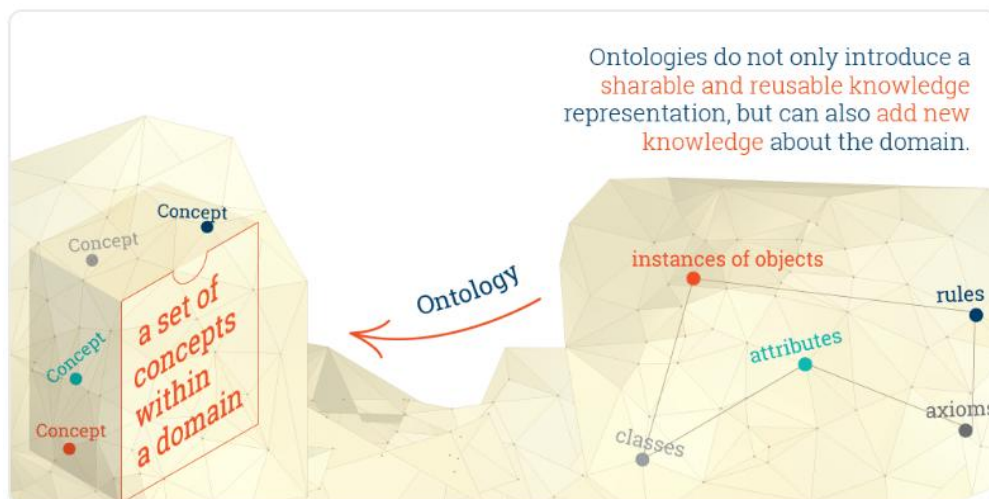 Ontologies do not only introduce a
sharable and reusable knowledge
representation, but can also add new
knowledge about the domain.
Concept
Concept
Concept
Concept
a set of
concepts
within
a domain
Ontology
instances of objects
rules
attributes
axioms
classes